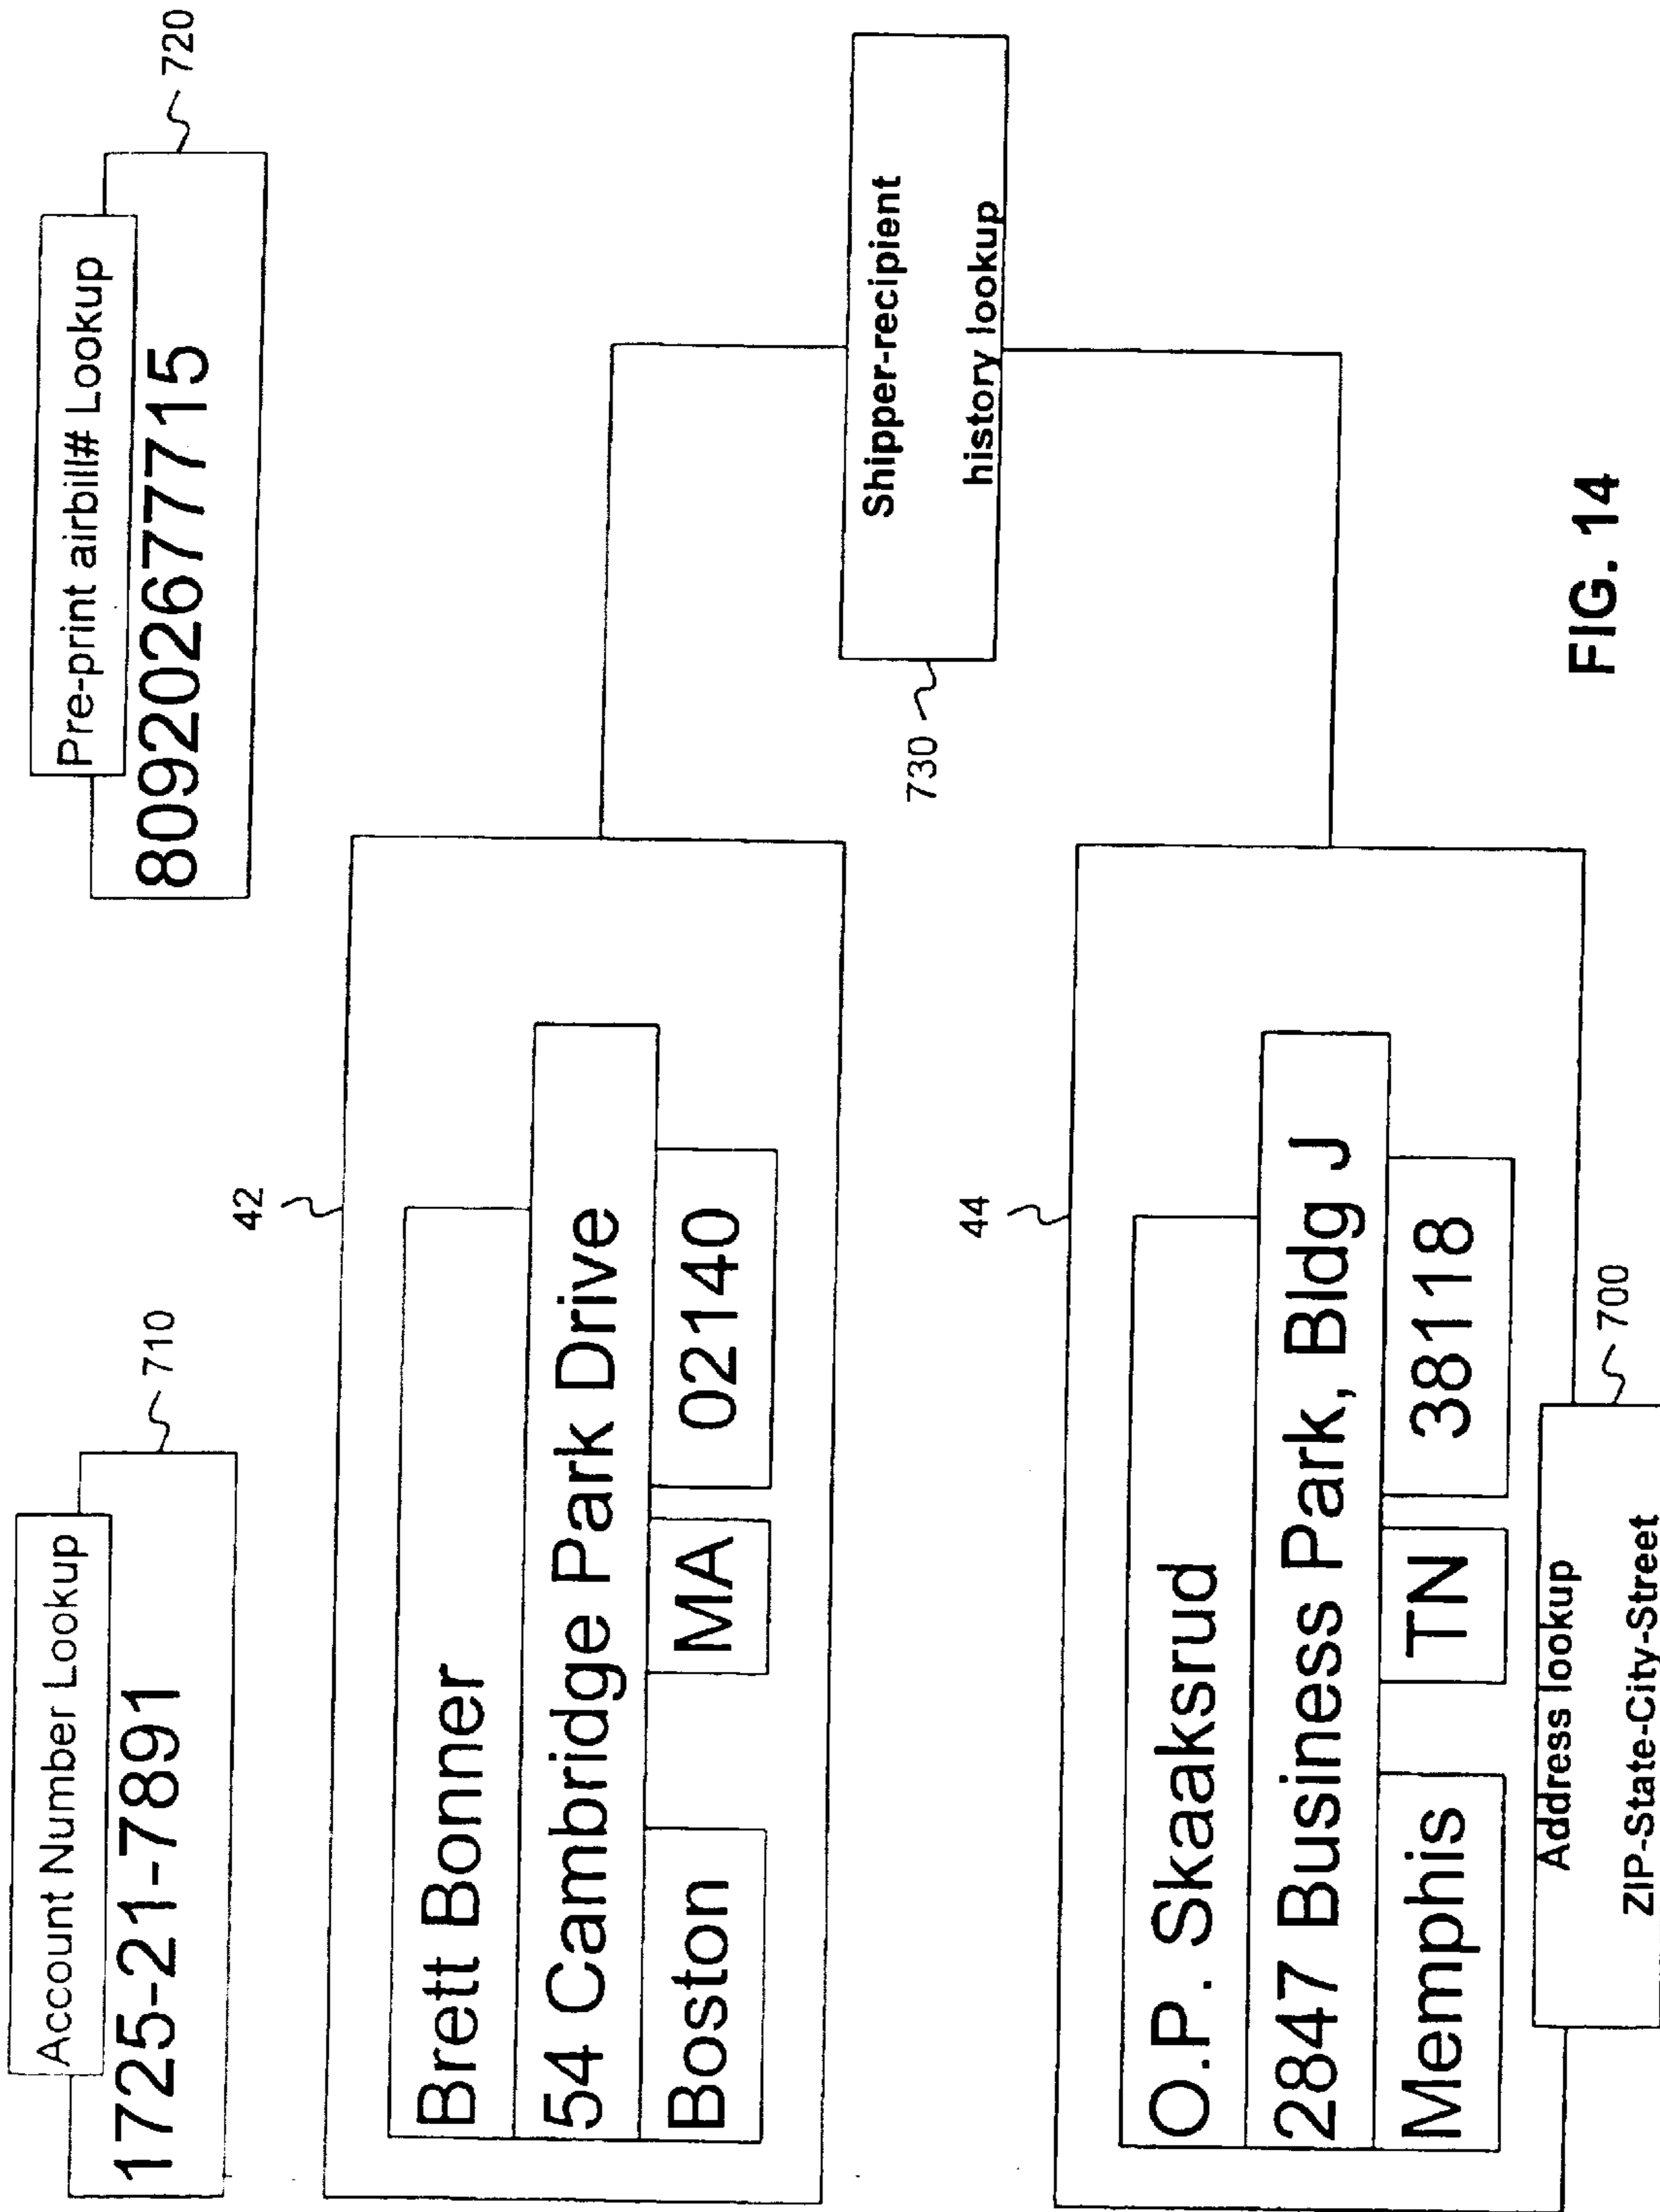 Account Number Lookup
1725-21-7891
710
Pre-print airbill# Lookup
809202677715
720
42
Brett Bonner
54 Cambridge Park Drive
Boston MA 02140
730
Shipper-recipient
history lookup
44
O.P. Skaaksrud
2847 Business Park, Bldg J
Memphis TN 38118
Address lookup
ZIP-State-City-Street
700
FIG. 14